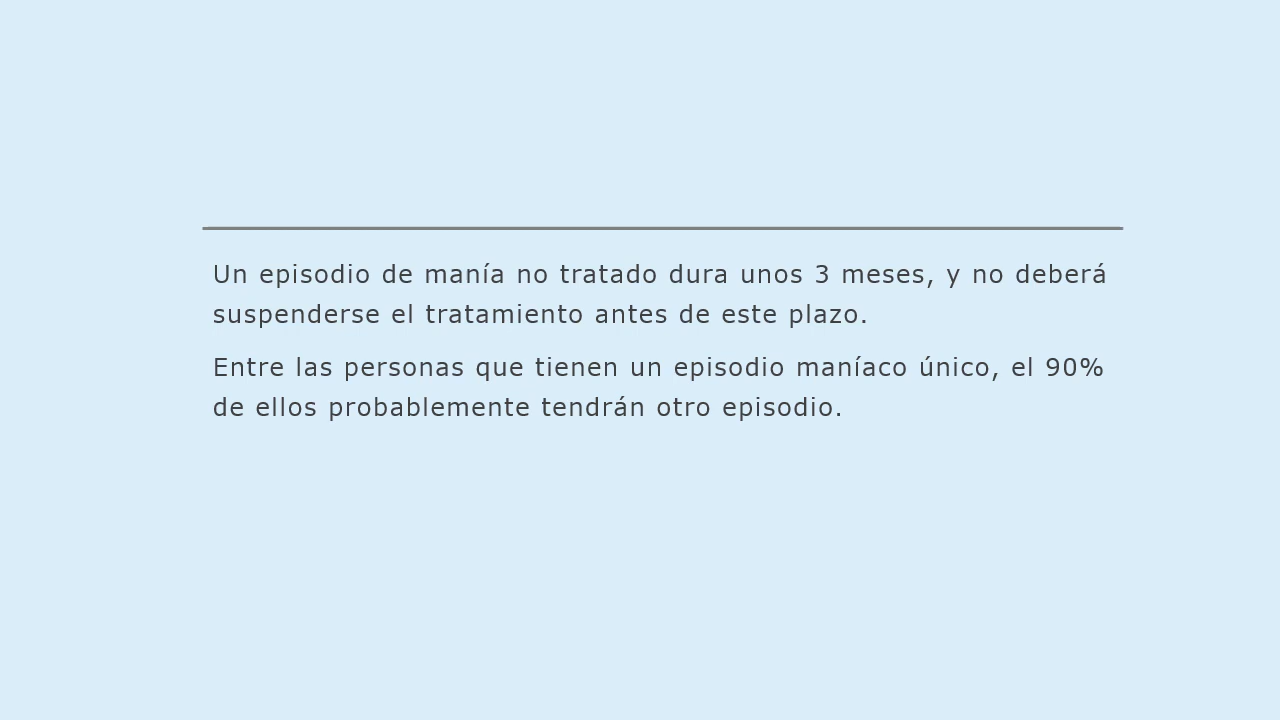 Un episodio de manía no tratado dura unos 3 meses, y no deberá
suspenderse el tratamiento antes de este plazo.
Entre las personas que tienen un episodio maníaco único, el 90%
de ellos probablemente tendrán otro episodio.